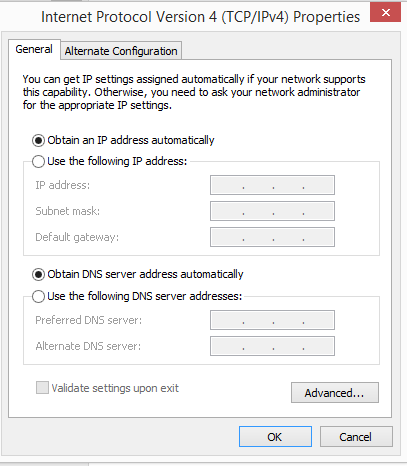 Internet Protocol Version 4 (TCP/IPv4) Properties
General
Alternate Configuration
You can get IP settings assigned automatically if your network supports
this capability. Otherwise, you need to ask your network administrator
for the appropriate IP settings.
Obtain an IP address automatically
Use the following IP address:
IP address:
Subnet mask:
Default gateway:
Obtain DNS server address automatically
Use the following DNS server addresses:
Preferred DNS server:
Alternate DNS server:
Validate settings upon exit
Advanced...
OK
Cancel